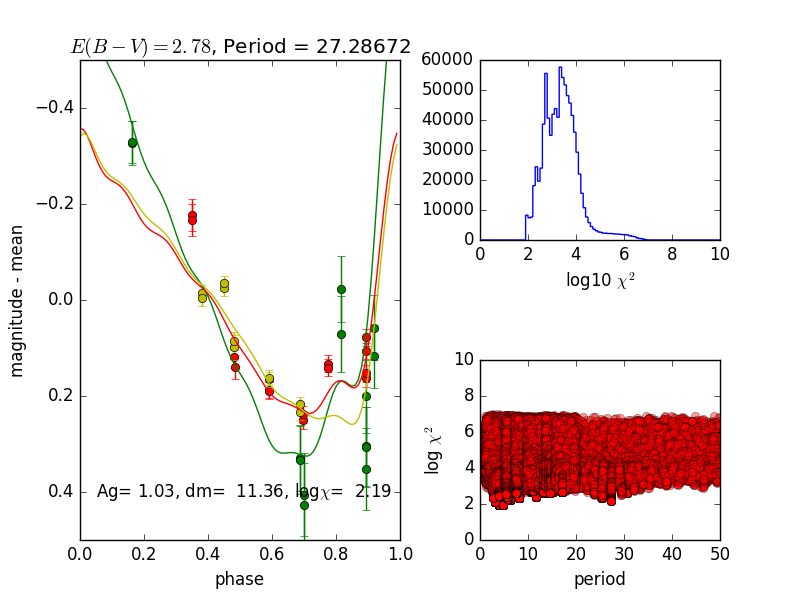 E(B − V) = 2.78, Period = 27.28672
−0.4
−0.2
0.0
0.2
0.4
magnitude - mean
Ag= 1.03, dm= 11.36, logχ= 2.19
0.0 0.2 0.4 0.6 0.8 1.0
phase
60000
50000
40000
30000
20000
10000
0
0 2 4 6 8 10
log10 χ²
10
8
6
4
2
0
log χ²
0 10 20 30 40 50
period